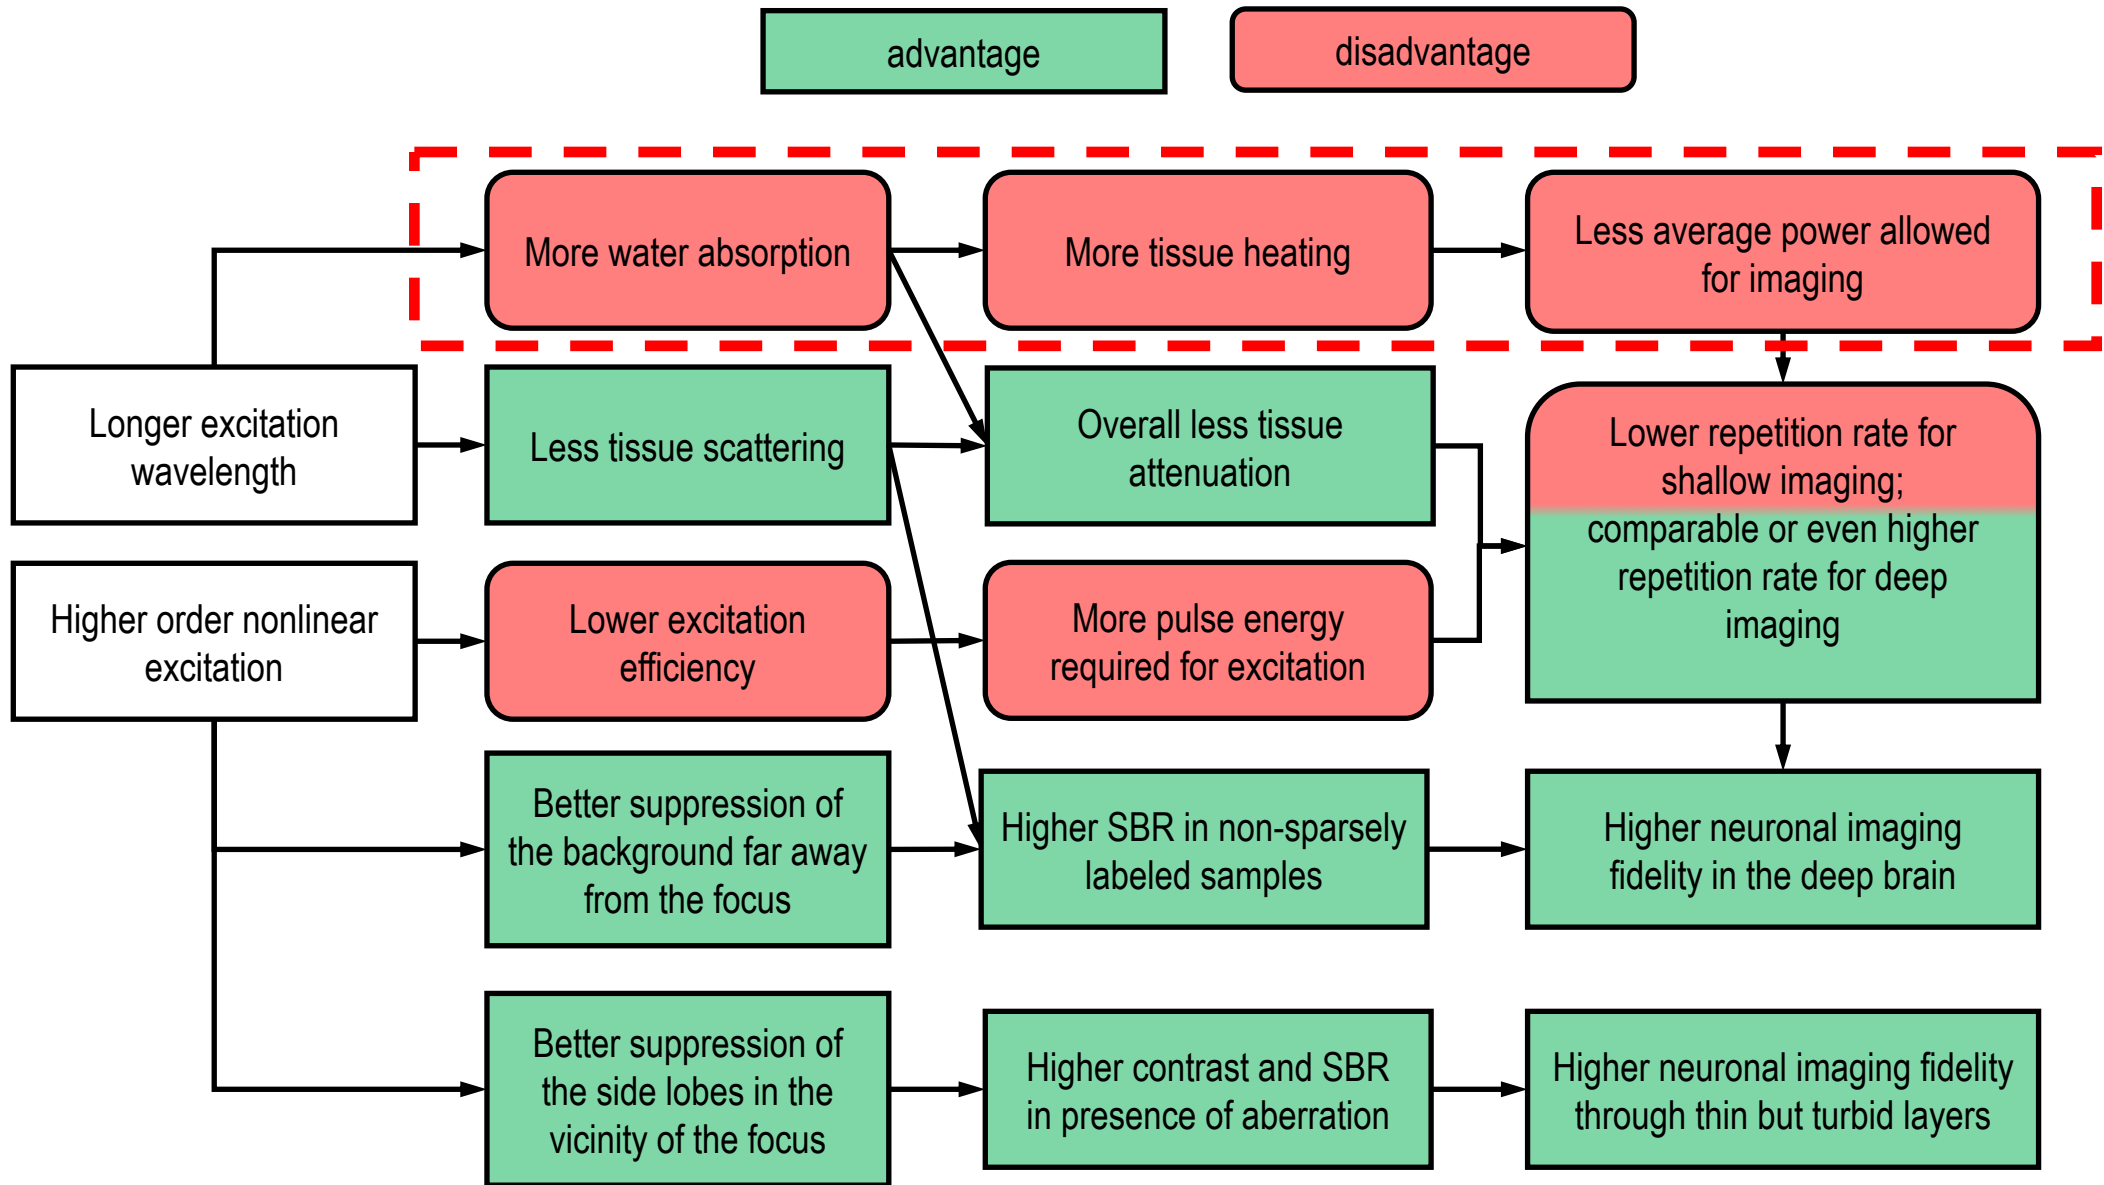 advantage
disadvantage
More water absorption
More tissue heating
Less average power allowed
for imaging
Longer excitation
wavelength
Less tissue scattering
Overall less tissue
attenuation
Lower repetition rate for
shallow imaging;
comparable or even higher
repetition rate for deep
imaging
Higher order nonlinear
excitation
Lower excitation
efficiency
More pulse energy
required for excitation
Better suppression of
the background far away
from the focus
Higher SBR in non-sparsely
labeled samples
Higher neuronal imaging
fidelity in the deep brain
Better suppression of
the side lobes in the
vicinity of the focus
Higher contrast and SBR
in presence of aberration
Higher neuronal imaging fidelity
through thin but turbid layers